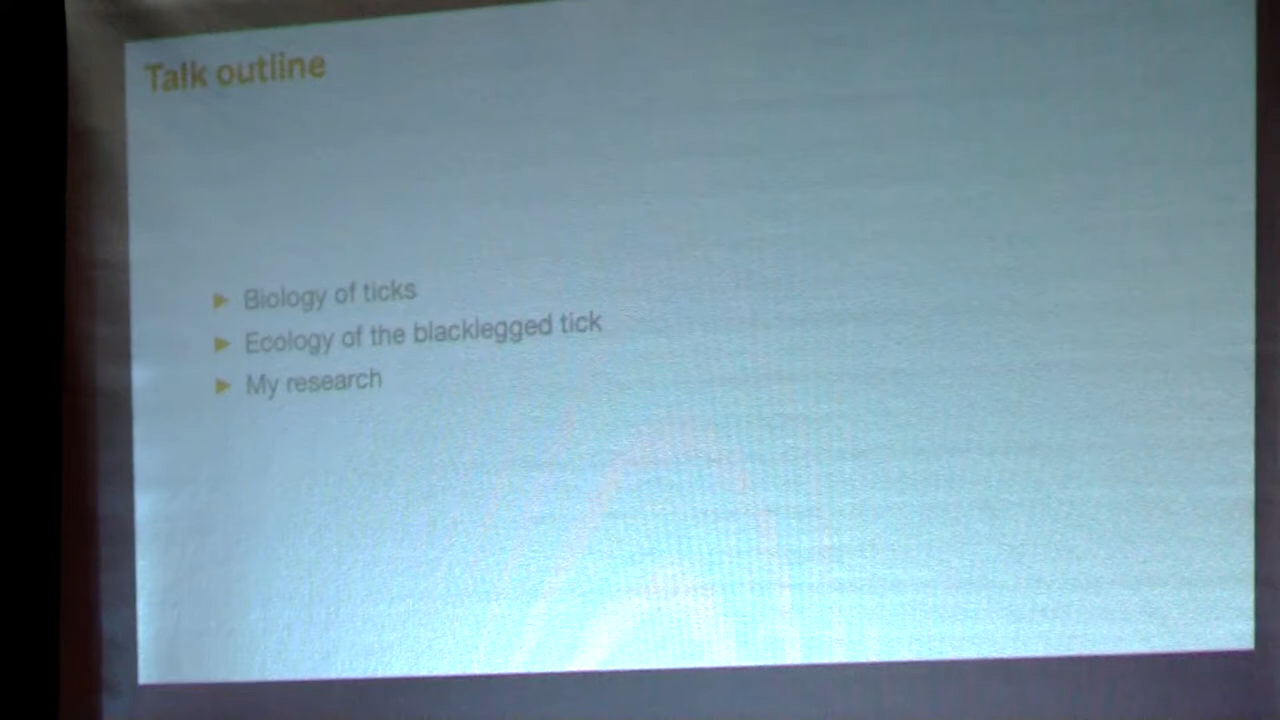 Talk outline
Biology of ticks
Ecology of the blacklegged tick
My research